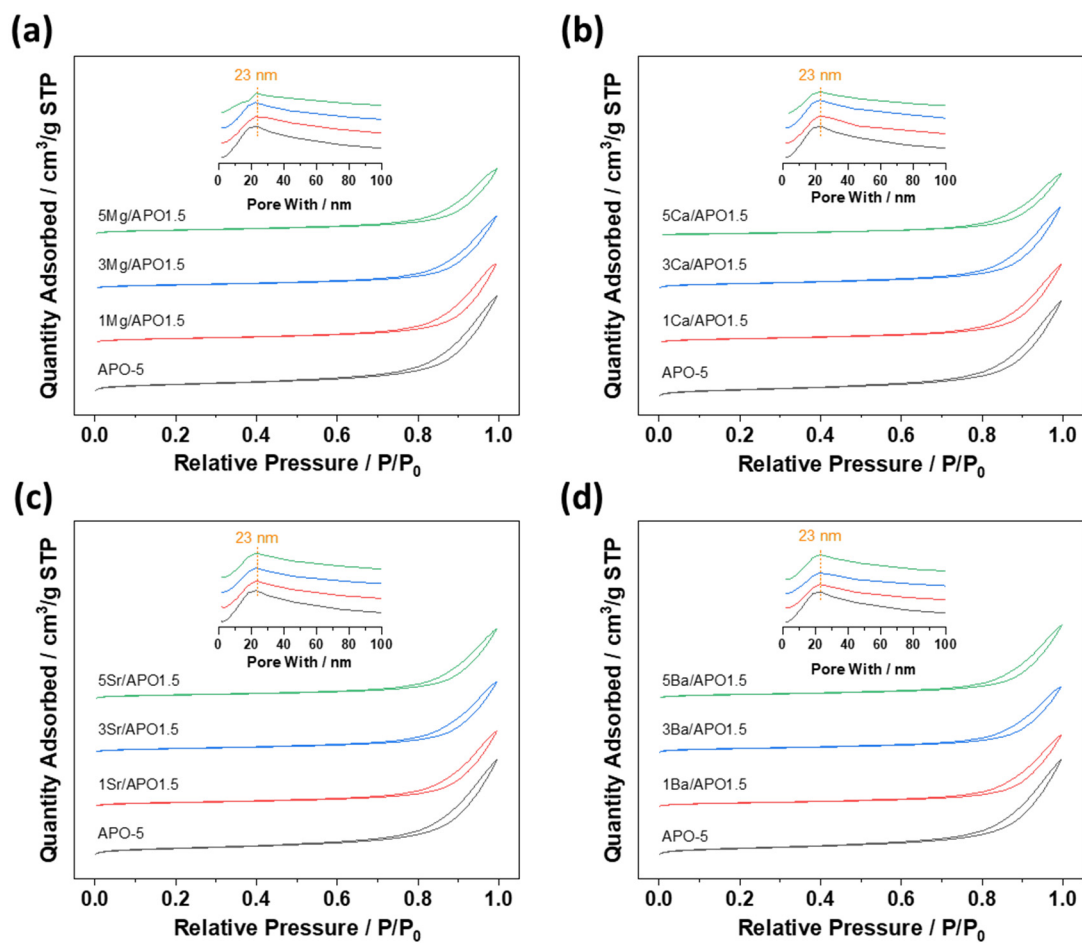 (a)
Quantity Adsorbed / cm³/g STP
23 nm
0 20 40 60 80 100
Pore With / nm
5Mg/APO1.5
3Mg/APO1.5
1Mg/APO1.5
APO-5
0.0 0.2 0.4 0.6 0.8 1.0
Relative Pressure / P/P₀
(b)
Quantity Adsorbed / cm³/g STP
23 nm
0 20 40 60 80 100
Pore With / nm
5Ca/APO1.5
3Ca/APO1.5
1Ca/APO1.5
APO-5
0.0 0.2 0.4 0.6 0.8 1.0
Relative Pressure / P/P₀
(c)
Quantity Adsorbed / cm³/g STP
23 nm
0 20 40 60 80 100
Pore With / nm
5Sr/APO1.5
3Sr/APO1.5
1Sr/APO1.5
APO-5
0.0 0.2 0.4 0.6 0.8 1.0
Relative Pressure / P/P₀
(d)
Quantity Adsorbed / cm³/g STP
23 nm
0 20 40 60 80 100
Pore With / nm
5Ba/APO1.5
3Ba/APO1.5
1Ba/APO1.5
APO-5
0.0 0.2 0.4 0.6 0.8 1.0
Relative Pressure / P/P₀